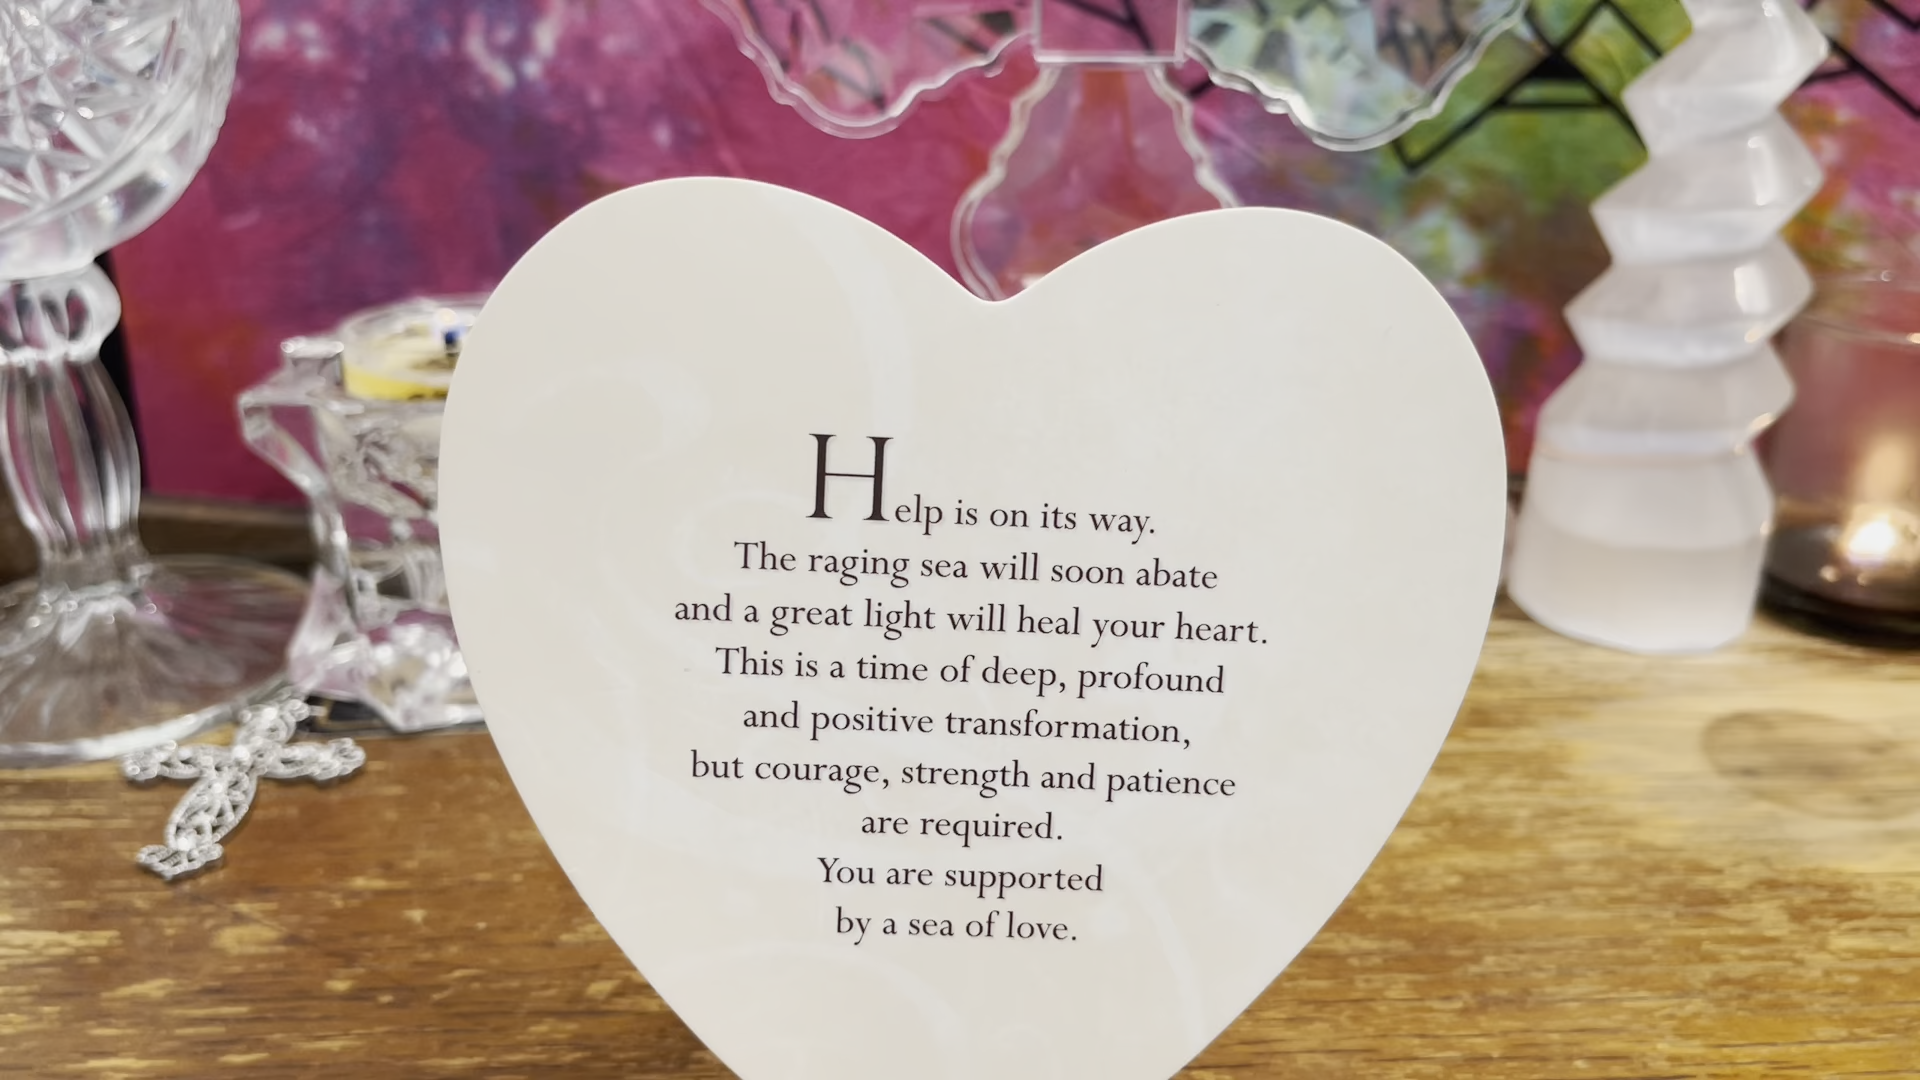 Help is on its way.
The raging sea will soon abate
and a great light will heal your heart.
This is a time of deep, profound
and positive transformation,
but courage, strength and patience
are required.
You are supported
by a sea of love.